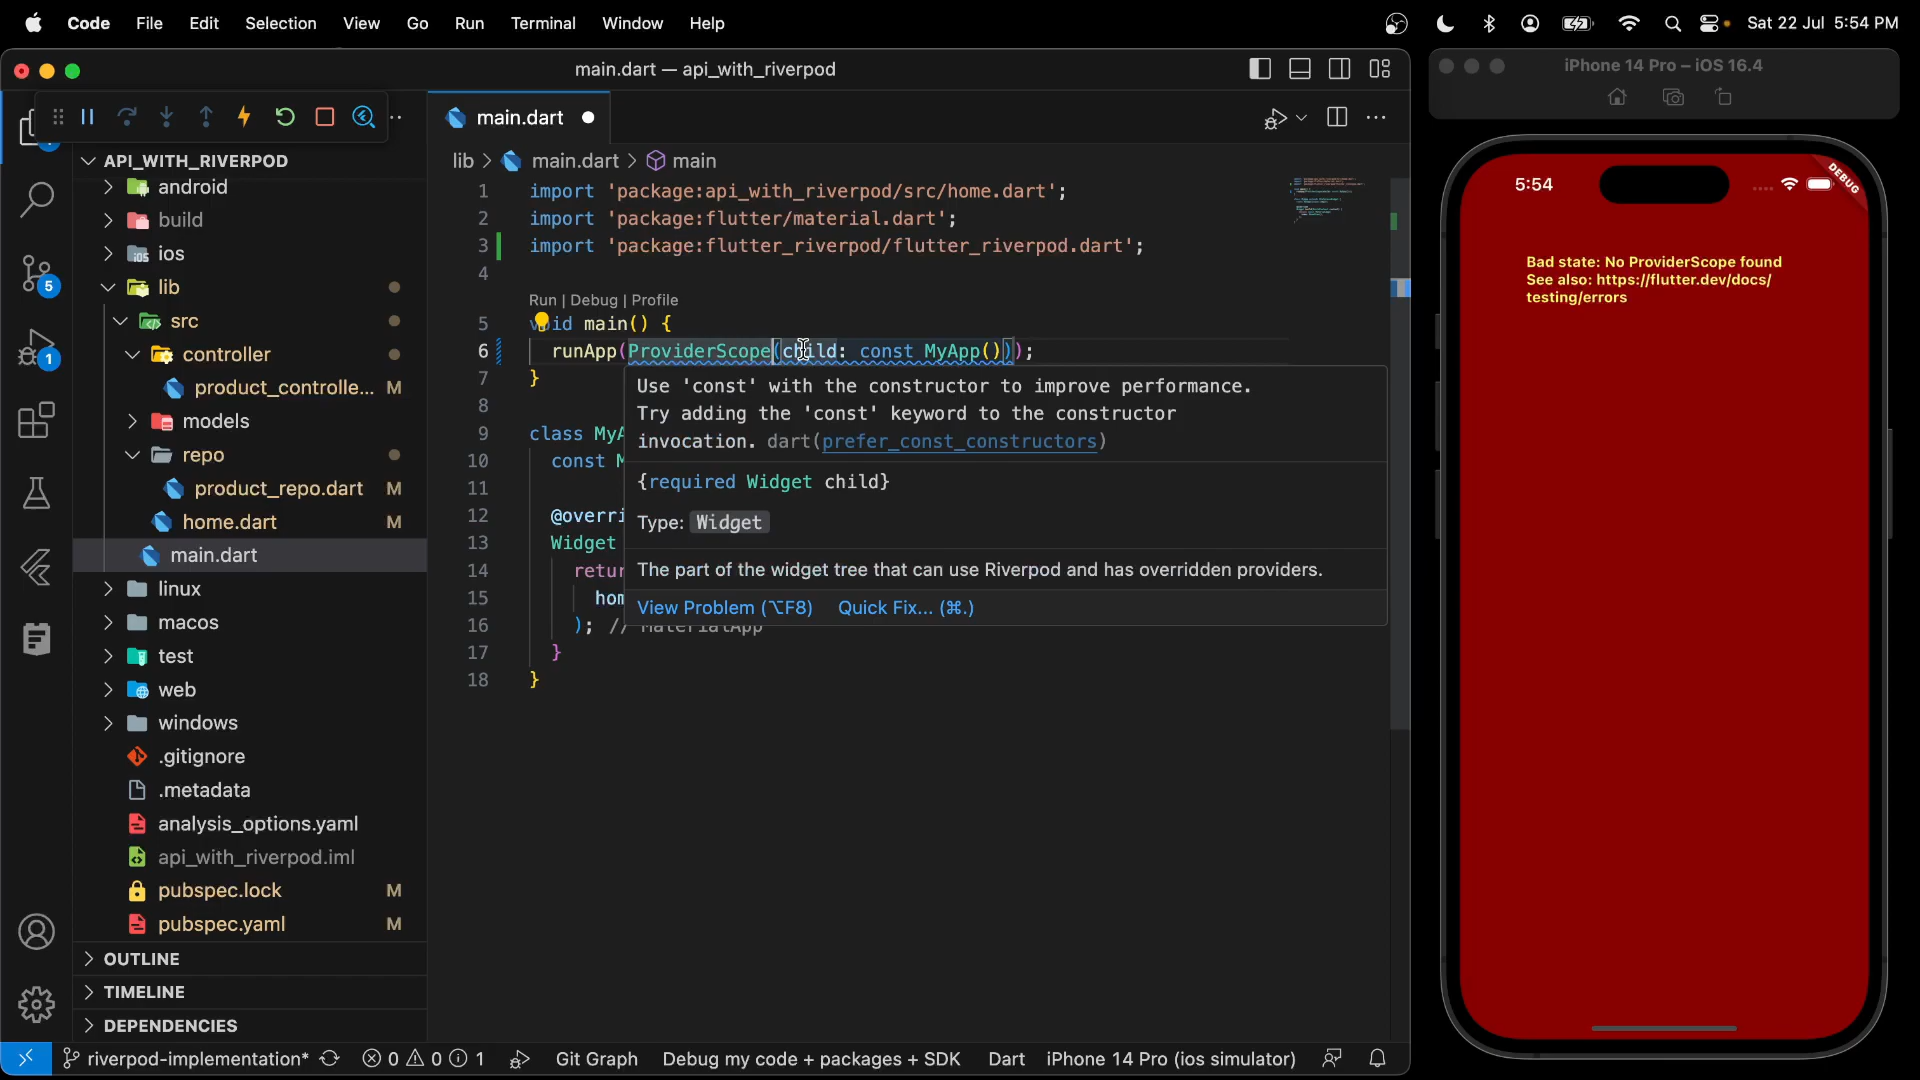 Code File Edit Selection View Go Run Terminal Window Help
Sat 22 Jul 5:54 PM
main.dart — api_with_riverpod
main.dart
lib > main.dart > main
API_WITH_RIVERPOD
android
build
ios
lib
src
controller
product_controlle... M
models
repo
product_repo.dart M
home.dart M
main.dart
linux
macos
test
web
windows
.gitignore
.metadata
analysis_options.yaml
api_with_riverpod.iml
pubspec.lock M
pubspec.yaml M
OUTLINE
TIMELINE
DEPENDENCIES
5
1
1 import 'package:api_with_riverpod/src/home.dart';
2 import 'package:flutter/material.dart';
3 import 'package:flutter_riverpod/flutter_riverpod.dart';
4
Run | Debug | Profile
5 void main() {
6 runApp(ProviderScope(child: const MyApp()));
7 }
8
9 class MyA
10 const M
11
12 @overri
13 Widget
14 retur
15 hom
16 ); // MaterialApp
17 }
18 }
Use 'const' with the constructor to improve performance.
Try adding the 'const' keyword to the constructor
invocation. dart(prefer_const_constructors)
{required Widget child}
Type: Widget
The part of the widget tree that can use Riverpod and has overridden providers.
View Problem (⌥F8) Quick Fix... (⌘.)
riverpod-implementation* 0 0 1 Git Graph Debug my code + packages + SDK Dart iPhone 14 Pro (ios simulator)
iPhone 14 Pro – iOS 16.4
5:54
DEBUG
Bad state: No ProviderScope found
See also: https://flutter.dev/docs/
testing/errors